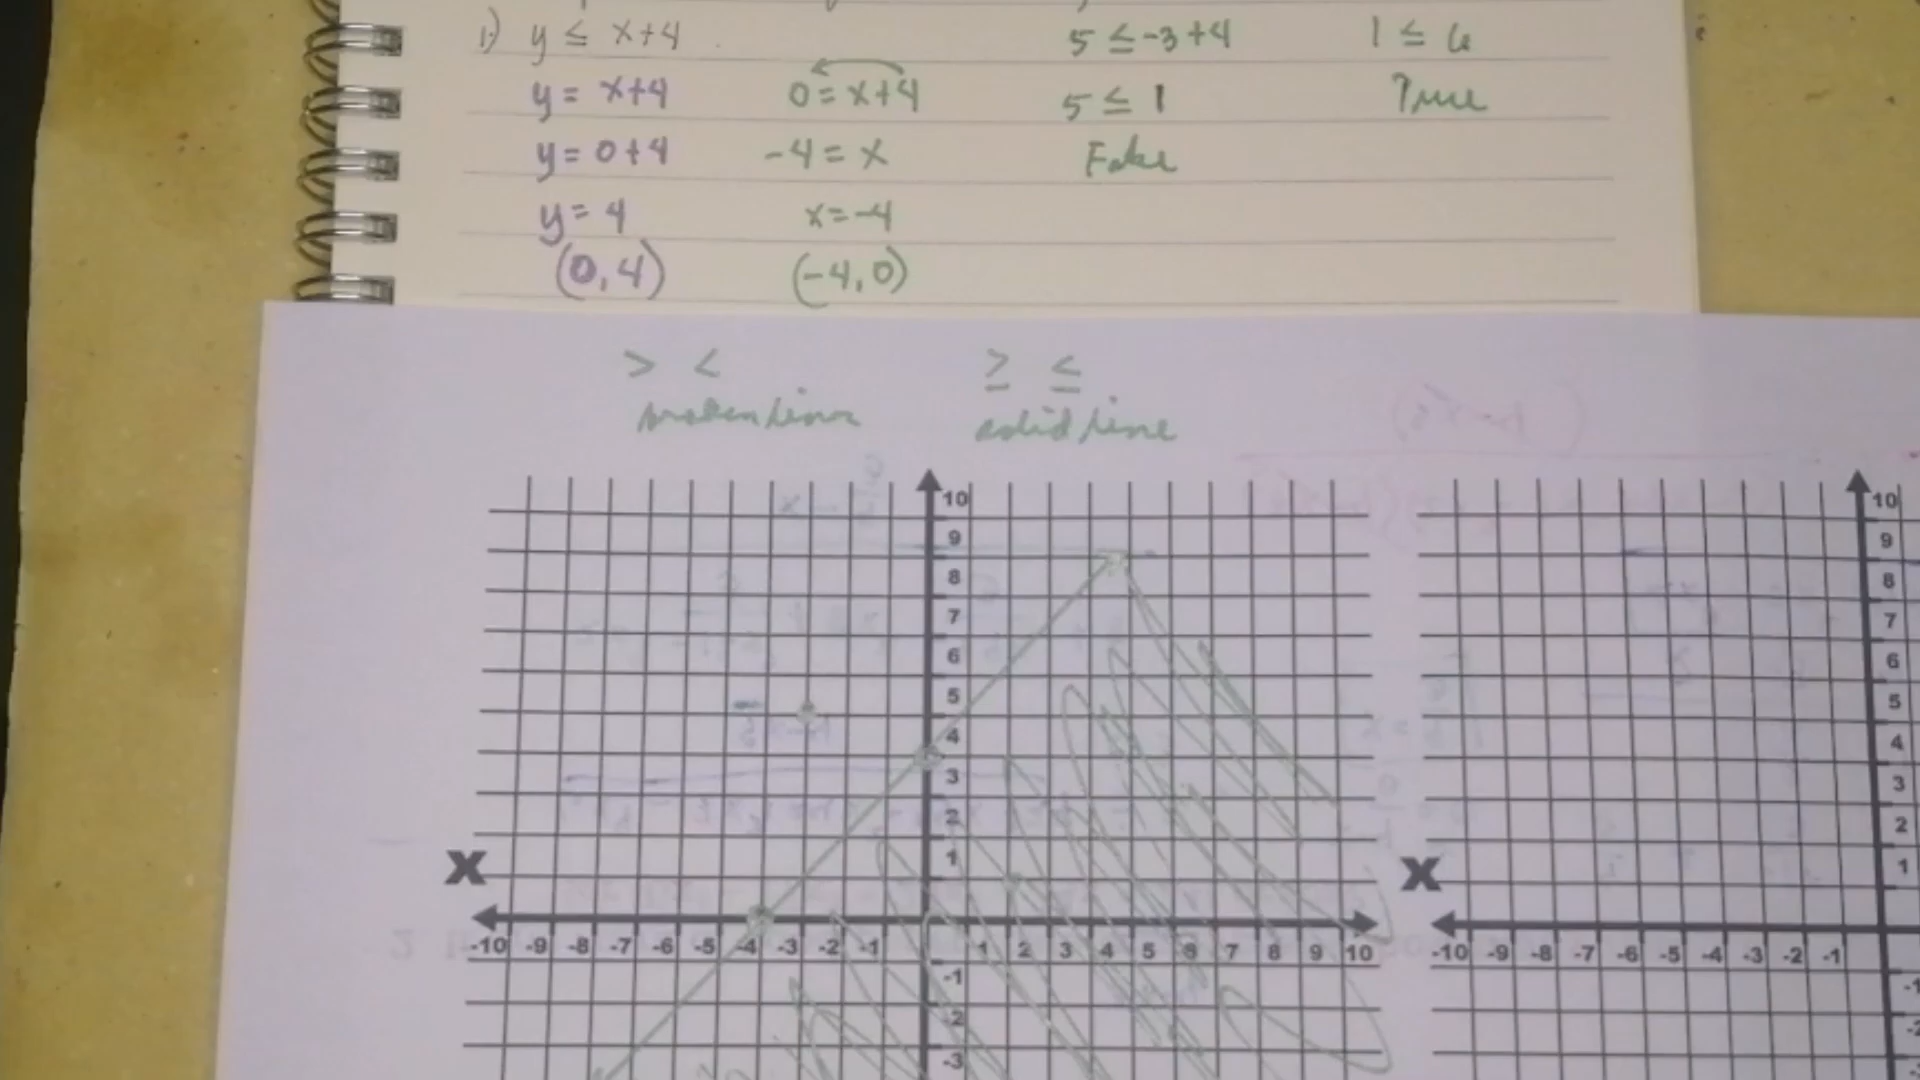 1.) y ≤ x+4 5 ≤ -3+4 1 ≤ 6
y = x+4 0 = x+4 5 ≤ 1 True
y = 0+4 -4 = x False
y = 4 x = -4
(0, 4) (-4, 0)
> < ≥ ≤
broken line solid line
10 10
9 9
8 8
7 7
6 6
5 5
4 4
3 3
2 2
X 1 X 1
-10 -9 -8 -7 -6 -5 -4 -3 -2 -1 1 2 3 4 5 6 7 8 9 10 -10 -9 -8 -7 -6 -5 -4 -3 -2 -1
-1 -1
-2 -2
-3